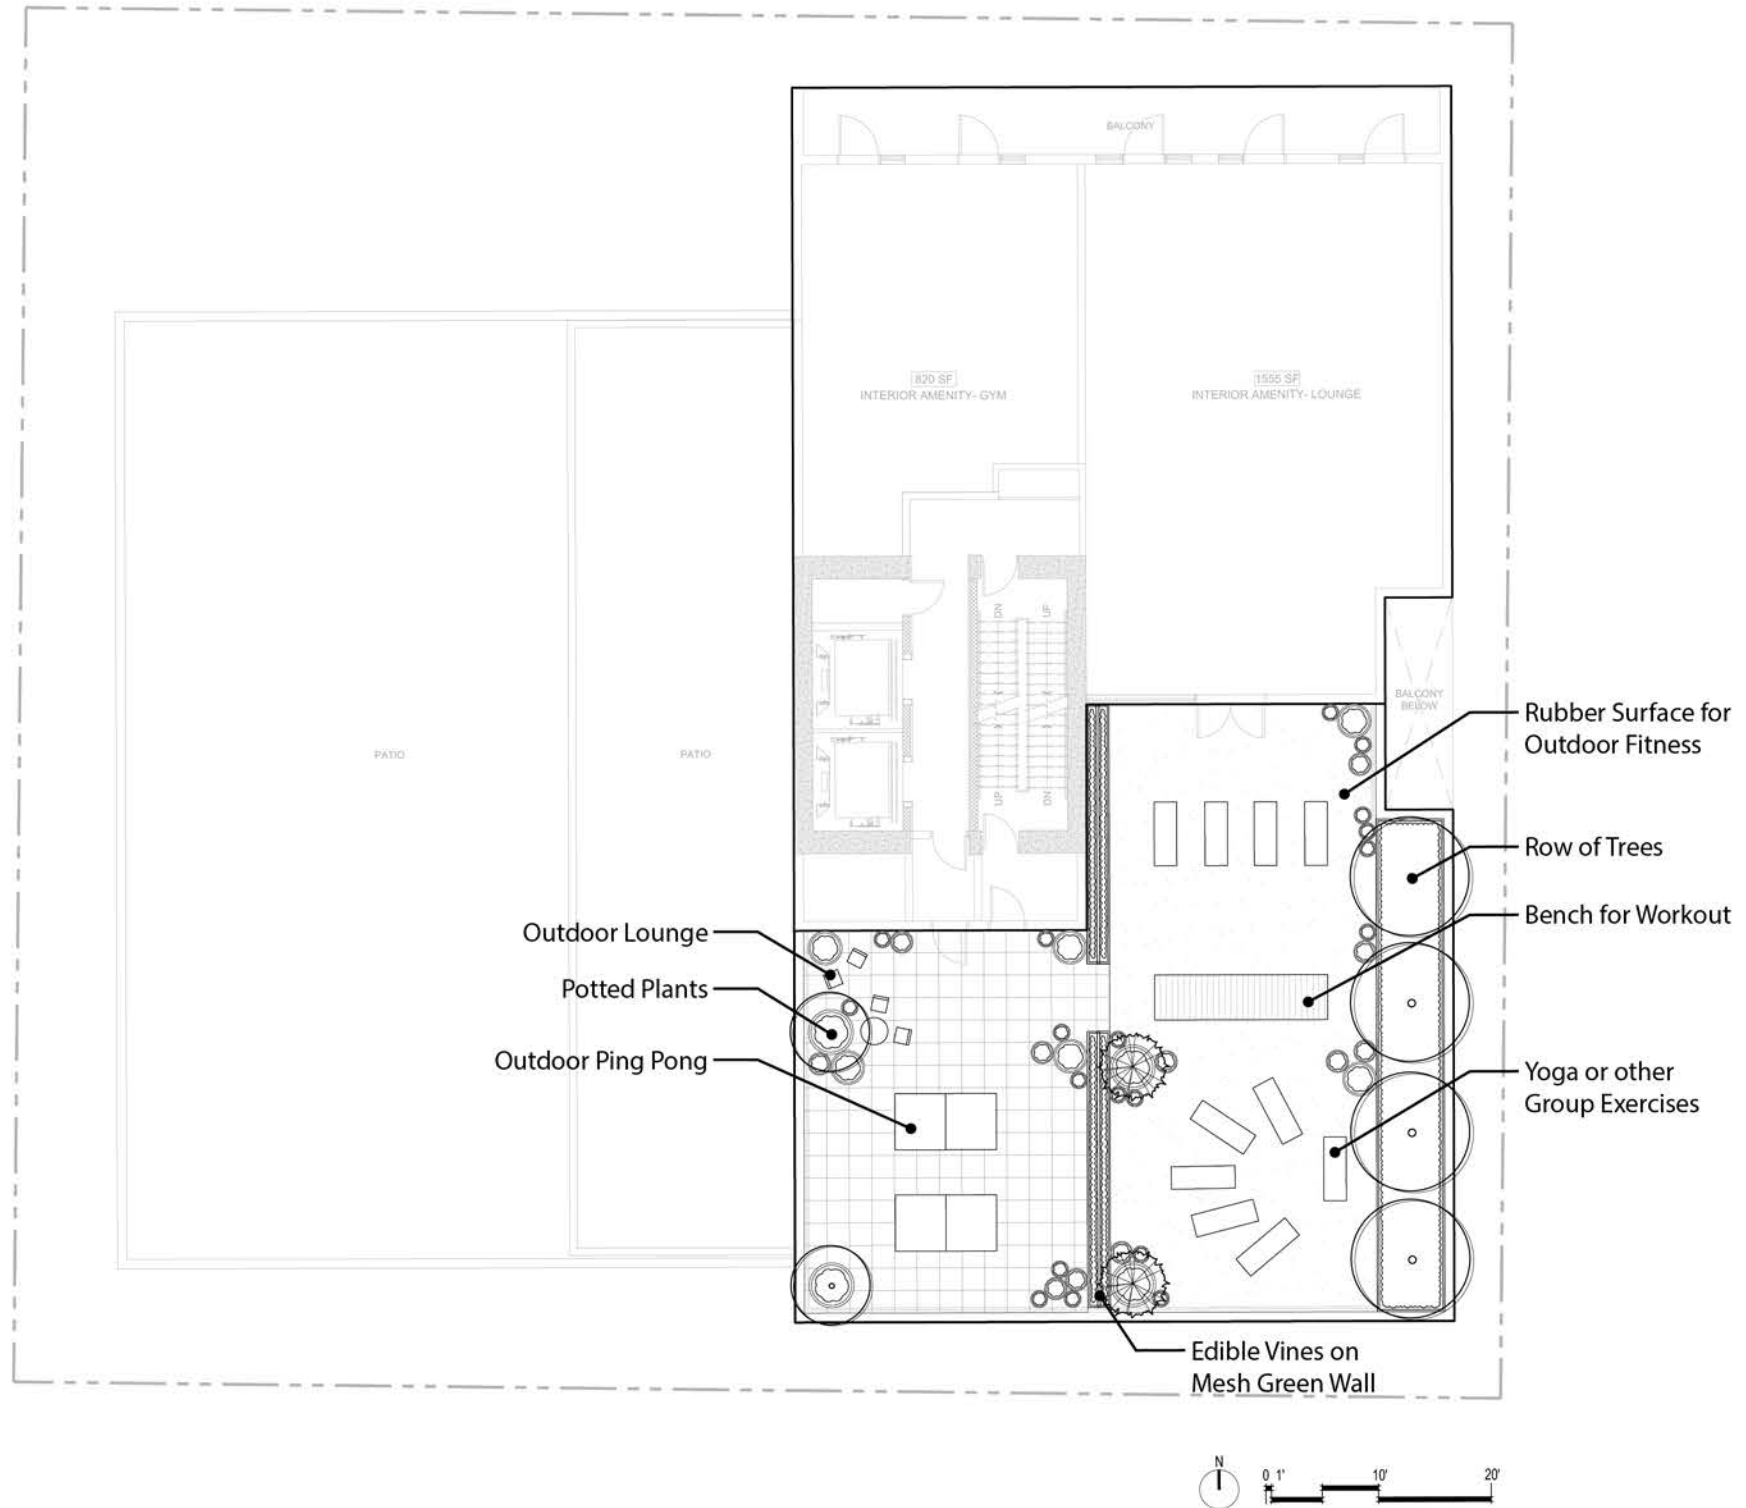 BALCONY
820 SF
INTERIOR AMENITY- GYM
1555 SF
INTERIOR AMENITY- LOUNGE
DN
UP
BALCONY
BELOW
PATIO
PATIO
UP
DN
Rubber Surface for
Outdoor Fitness
Row of Trees
Bench for Workout
Outdoor Lounge
Potted Plants
Outdoor Ping Pong
Yoga or other
Group Exercises
Edible Vines on
Mesh Green Wall
N
0 1' 10' 20'